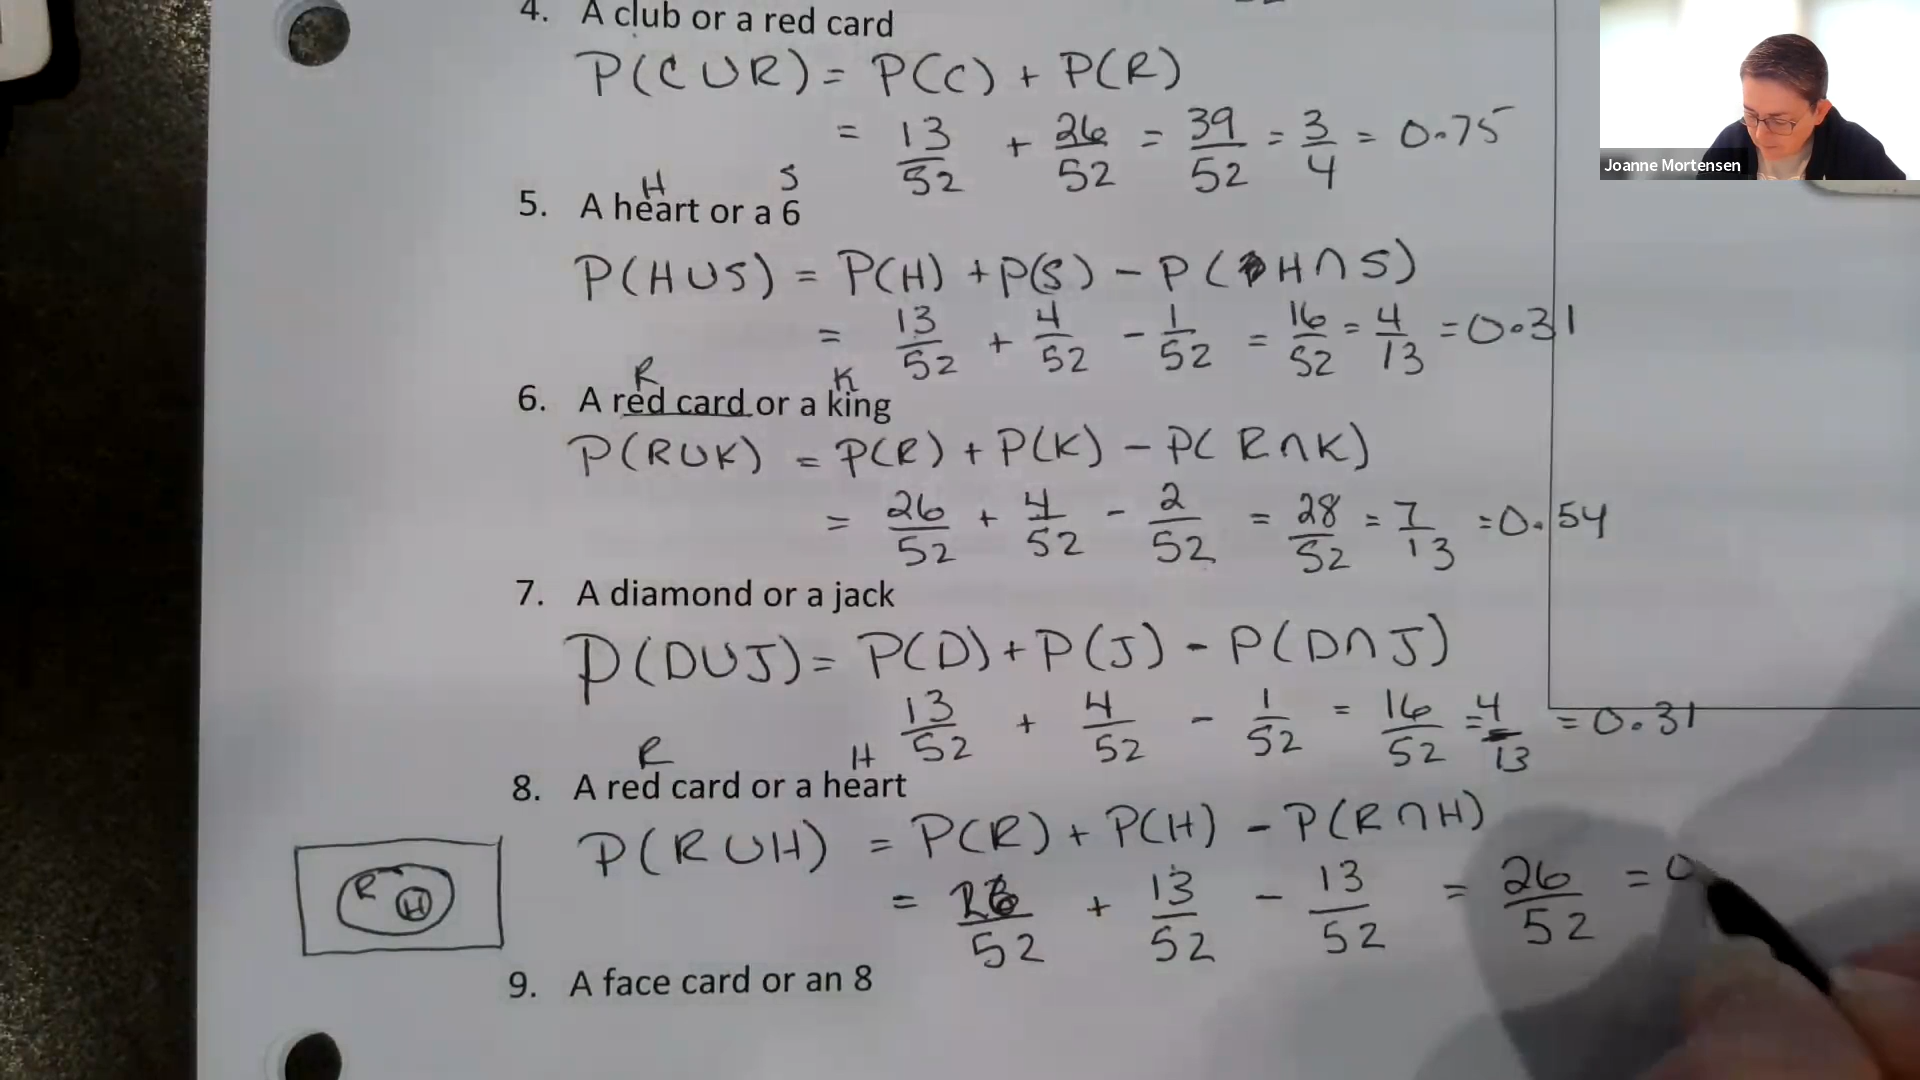 4. A club or a red card
P(C∪R) = P(C) + P(R)
= 13/52 + 26/52 = 39/52 = 3/4 = 0.75
Joanne Mortensen
H S
5. A heart or a 6
P(H∪S) = P(H) + P(S) - P(H∩S)
= 13/52 + 4/52 - 1/52 = 16/52 = 4/13 = 0.31
R K
6. A red card or a king
P(R∪K) = P(R) + P(K) - P(R∩K)
= 26/52 + 4/52 - 2/52 = 28/52 = 7/13 = 0.54
7. A diamond or a jack
P(D∪J) = P(D) + P(J) - P(D∩J)
13/52 + 4/52 - 1/52 = 16/52 = 4/13 = 0.31
R H
8. A red card or a heart
P(R∪H) = P(R) + P(H) - P(R∩H)
= 26/52 + 13/52 - 13/52 = 26/52 = 0
R H
9. A face card or an 8